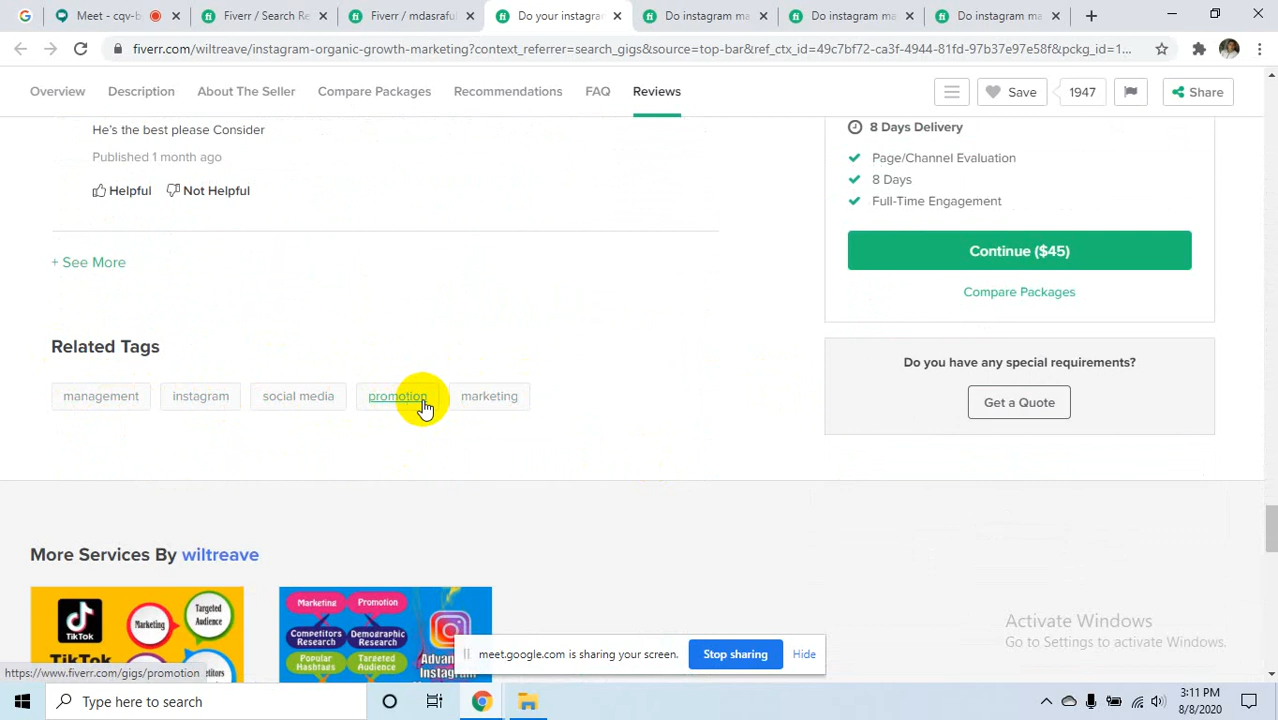 Meet - cqv-b
Fiverr / Search Re
Fiverr / mdasraful
Do your instagra
Do instagram ma
Do instagram ma
Do instagram ma
fiverr.com/wiltreave/instagram-organic-growth-marketing?context_referrer=search_gigs&source=top-bar&ref_ctx_id=49c7bf72-ca3f-4944-81fd-97b37e97e58f&pckg_id=1...
Overview
Description
About The Seller
Compare Packages
Recommendations
FAQ
Reviews
Save
1947
Share
He's the best please Consider
Published 1 month ago
Helpful
Not Helpful
+ See More
Related Tags
management
instagram
social media
promotion
marketing
8 Days Delivery
Page/Channel Evaluation
8 Days
Full-Time Engagement
Continue ($45)
Compare Packages
Do you have any special requirements?
Get a Quote
More Services By wiltreave
TikTok
TikTok
Marketing
Targeted
Audience
Marketing
Promotion
Competitors
Research
Demographic
Research
Popular
Hashtags
Targeted
Audience
Instagram
Activate Windows
Go to Settings to activate Windows.
meet.google.com is sharing your screen.
Stop sharing
Hide
https://www.fiverr.com/gigs/promotion
Type here to search
3:11 PM
8/8/2020